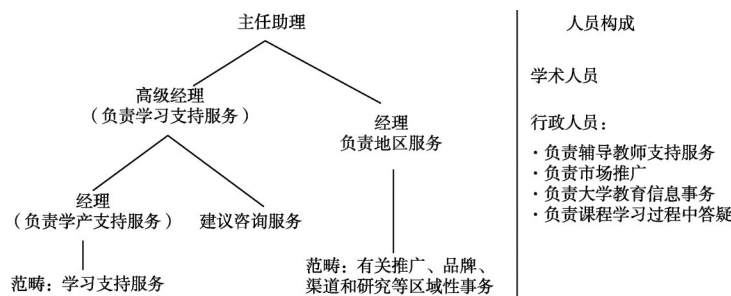 主任助理
高级经理
（负责学习支持服务）
经理
负责地区服务
经理
（负责学产支持服务）
建议咨询服务
范畴：学习支持服务
范畴：有关推广、品牌、
渠道和研究等区域性事务
人员构成
学术人员
行政人员：
·负责辅导教师支持服务
·负责市场推广
·负责大学教育信息事务
·负责课程学习过程中答疑